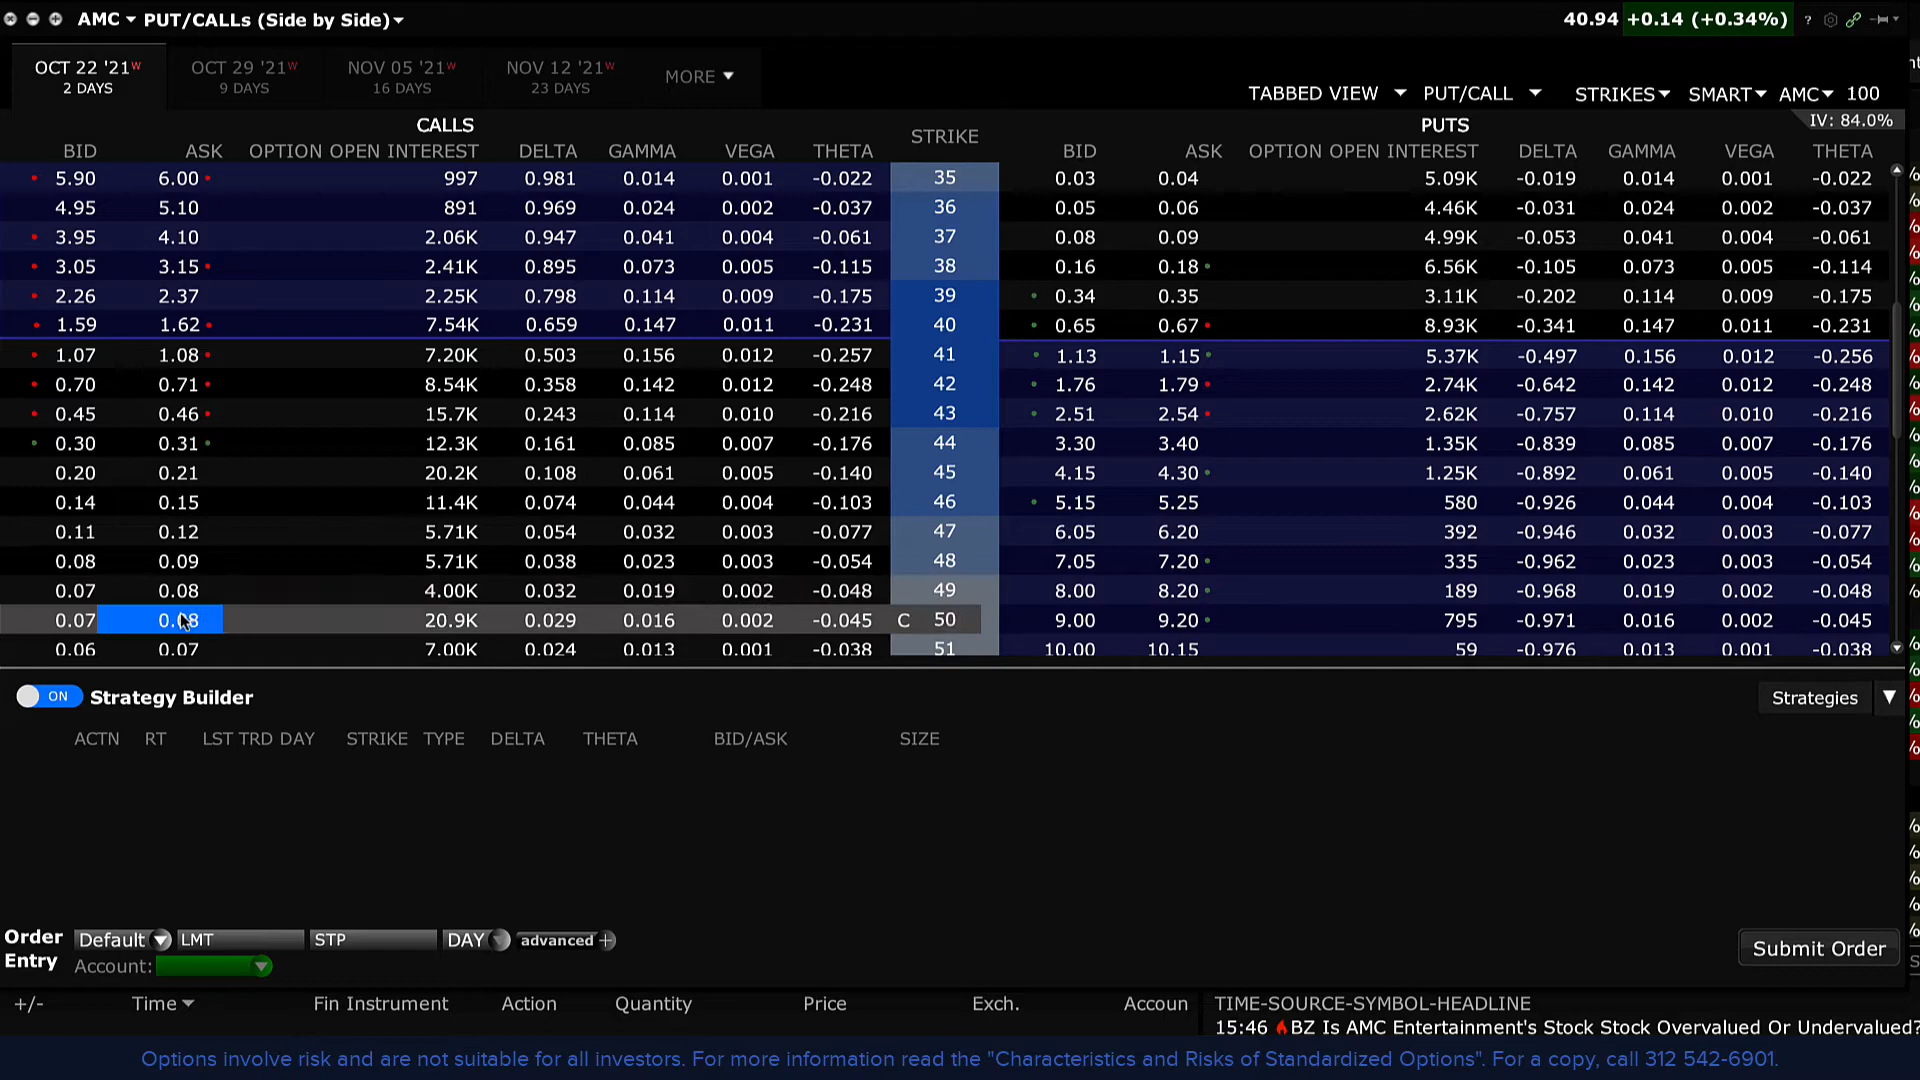 AMC PUT/CALLs (Side by Side) 40.94 +0.14 (+0.34%) ?
OCT 22 '21W OCT 29 '21W NOV 05 '21W NOV 12 '21W MORE
2 DAYS 9 DAYS 16 DAYS 23 DAYS
TABBED VIEW PUT/CALL STRIKES SMART AMC 100
IV: 84.0%
CALLS STRIKE PUTS
BID ASK OPTION OPEN INTEREST DELTA GAMMA VEGA THETA BID ASK OPTION OPEN INTEREST DELTA GAMMA VEGA THETA
5.90 6.00 997 0.981 0.014 0.001 -0.022 35 0.03 0.04 5.09K -0.019 0.014 0.001 -0.022
4.95 5.10 891 0.969 0.024 0.002 -0.037 36 0.05 0.06 4.46K -0.031 0.024 0.002 -0.037
3.95 4.10 2.06K 0.947 0.041 0.004 -0.061 37 0.08 0.09 4.99K -0.053 0.041 0.004 -0.061
3.05 3.15 2.41K 0.895 0.073 0.005 -0.115 38 0.16 0.18 6.56K -0.105 0.073 0.005 -0.114
2.26 2.37 2.25K 0.798 0.114 0.009 -0.175 39 0.34 0.35 3.11K -0.202 0.114 0.009 -0.175
1.59 1.62 7.54K 0.659 0.147 0.011 -0.231 40 0.65 0.67 8.93K -0.341 0.147 0.011 -0.231
1.07 1.08 7.20K 0.503 0.156 0.012 -0.257 41 1.13 1.15 5.37K -0.497 0.156 0.012 -0.256
0.70 0.71 8.54K 0.358 0.142 0.012 -0.248 42 1.76 1.79 2.74K -0.642 0.142 0.012 -0.248
0.45 0.46 15.7K 0.243 0.114 0.010 -0.216 43 2.51 2.54 2.62K -0.757 0.114 0.010 -0.216
0.30 0.31 12.3K 0.161 0.085 0.007 -0.176 44 3.30 3.40 1.35K -0.839 0.085 0.007 -0.176
0.20 0.21 20.2K 0.108 0.061 0.005 -0.140 45 4.15 4.30 1.25K -0.892 0.061 0.005 -0.140
0.14 0.15 11.4K 0.074 0.044 0.004 -0.103 46 5.15 5.25 580 -0.926 0.044 0.004 -0.103
0.11 0.12 5.71K 0.054 0.032 0.003 -0.077 47 6.05 6.20 392 -0.946 0.032 0.003 -0.077
0.08 0.09 5.71K 0.038 0.023 0.003 -0.054 48 7.05 7.20 335 -0.962 0.023 0.003 -0.054
0.07 0.08 4.00K 0.032 0.019 0.002 -0.048 49 8.00 8.20 189 -0.968 0.019 0.002 -0.048
0.07 0.08 20.9K 0.029 0.016 0.002 -0.045 C 50 9.00 9.20 795 -0.971 0.016 0.002 -0.045
0.06 0.07 7.00K 0.024 0.013 0.001 -0.038 51 10.00 10.15 59 -0.976 0.013 0.001 -0.038
ON Strategy Builder Strategies
ACTN RT LST TRD DAY STRIKE TYPE DELTA THETA BID/ASK SIZE
Order Entry Default LMT STP DAY advanced +
Account: Submit Order
+/- Time Fin Instrument Action Quantity Price Exch. Accoun TIME-SOURCE-SYMBOL-HEADLINE
15:46 BZ Is AMC Entertainment's Stock Stock Overvalued Or Undervalued?
Options involve risk and are not suitable for all investors. For more information read the "Characteristics and Risks of Standardized Options". For a copy, call 312 542-6901.